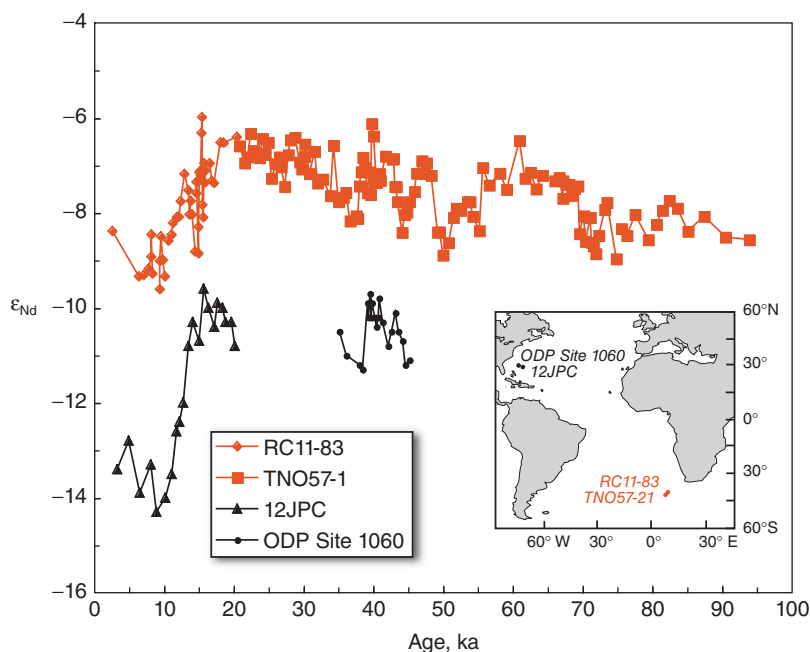 −4
−6
−8
−10
−12
−14
−16
εNd
0 10 20 30 40 50 60 70 80 90 100
Age, ka
RC11-83
TNO57-1
12JPC
ODP Site 1060
ODP Site 1060
12JPC
RC11-83
TNO57-21
60°N
30°
0°
30°
60°S
60° W 30° 0° 30° E